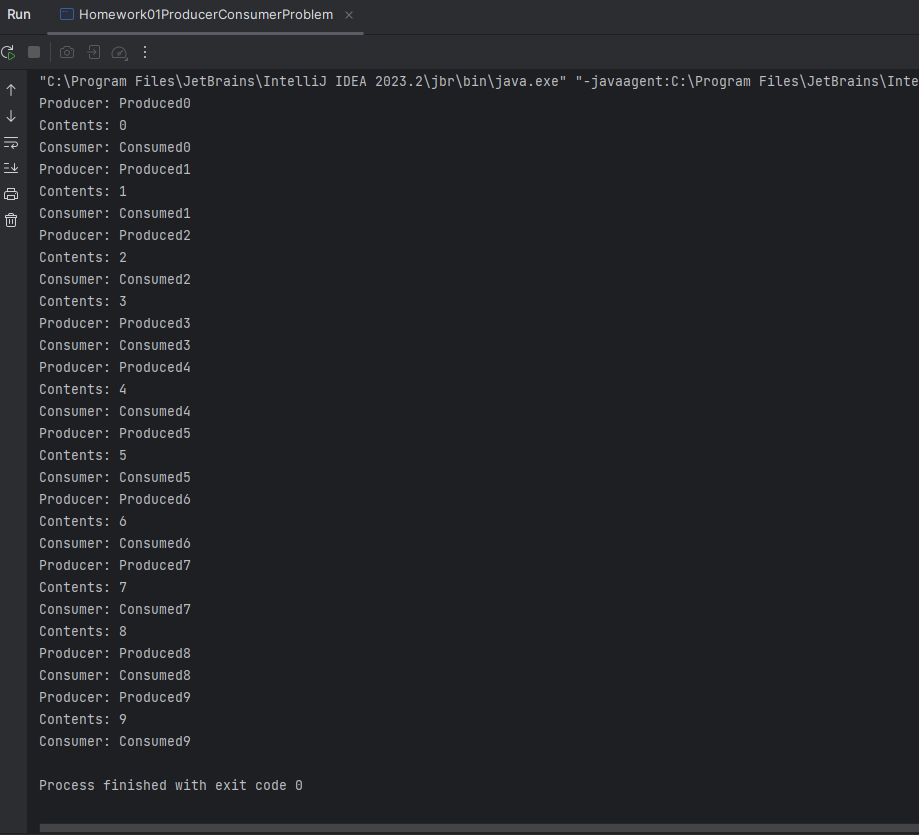 Run
Homework01ProducerConsumerProblem
"C:\Program Files\JetBrains\IntelliJ IDEA 2023.2\jbr\bin\java.exe" "-javaagent:C:\Program Files\JetBrains\Inte
Producer: Produced0
Contents: 0
Consumer: Consumed0
Producer: Produced1
Contents: 1
Consumer: Consumed1
Producer: Produced2
Contents: 2
Consumer: Consumed2
Contents: 3
Producer: Produced3
Consumer: Consumed3
Producer: Produced4
Contents: 4
Consumer: Consumed4
Producer: Produced5
Contents: 5
Consumer: Consumed5
Producer: Produced6
Contents: 6
Consumer: Consumed6
Producer: Produced7
Contents: 7
Consumer: Consumed7
Contents: 8
Producer: Produced8
Consumer: Consumed8
Producer: Produced9
Contents: 9
Consumer: Consumed9
Process finished with exit code 0